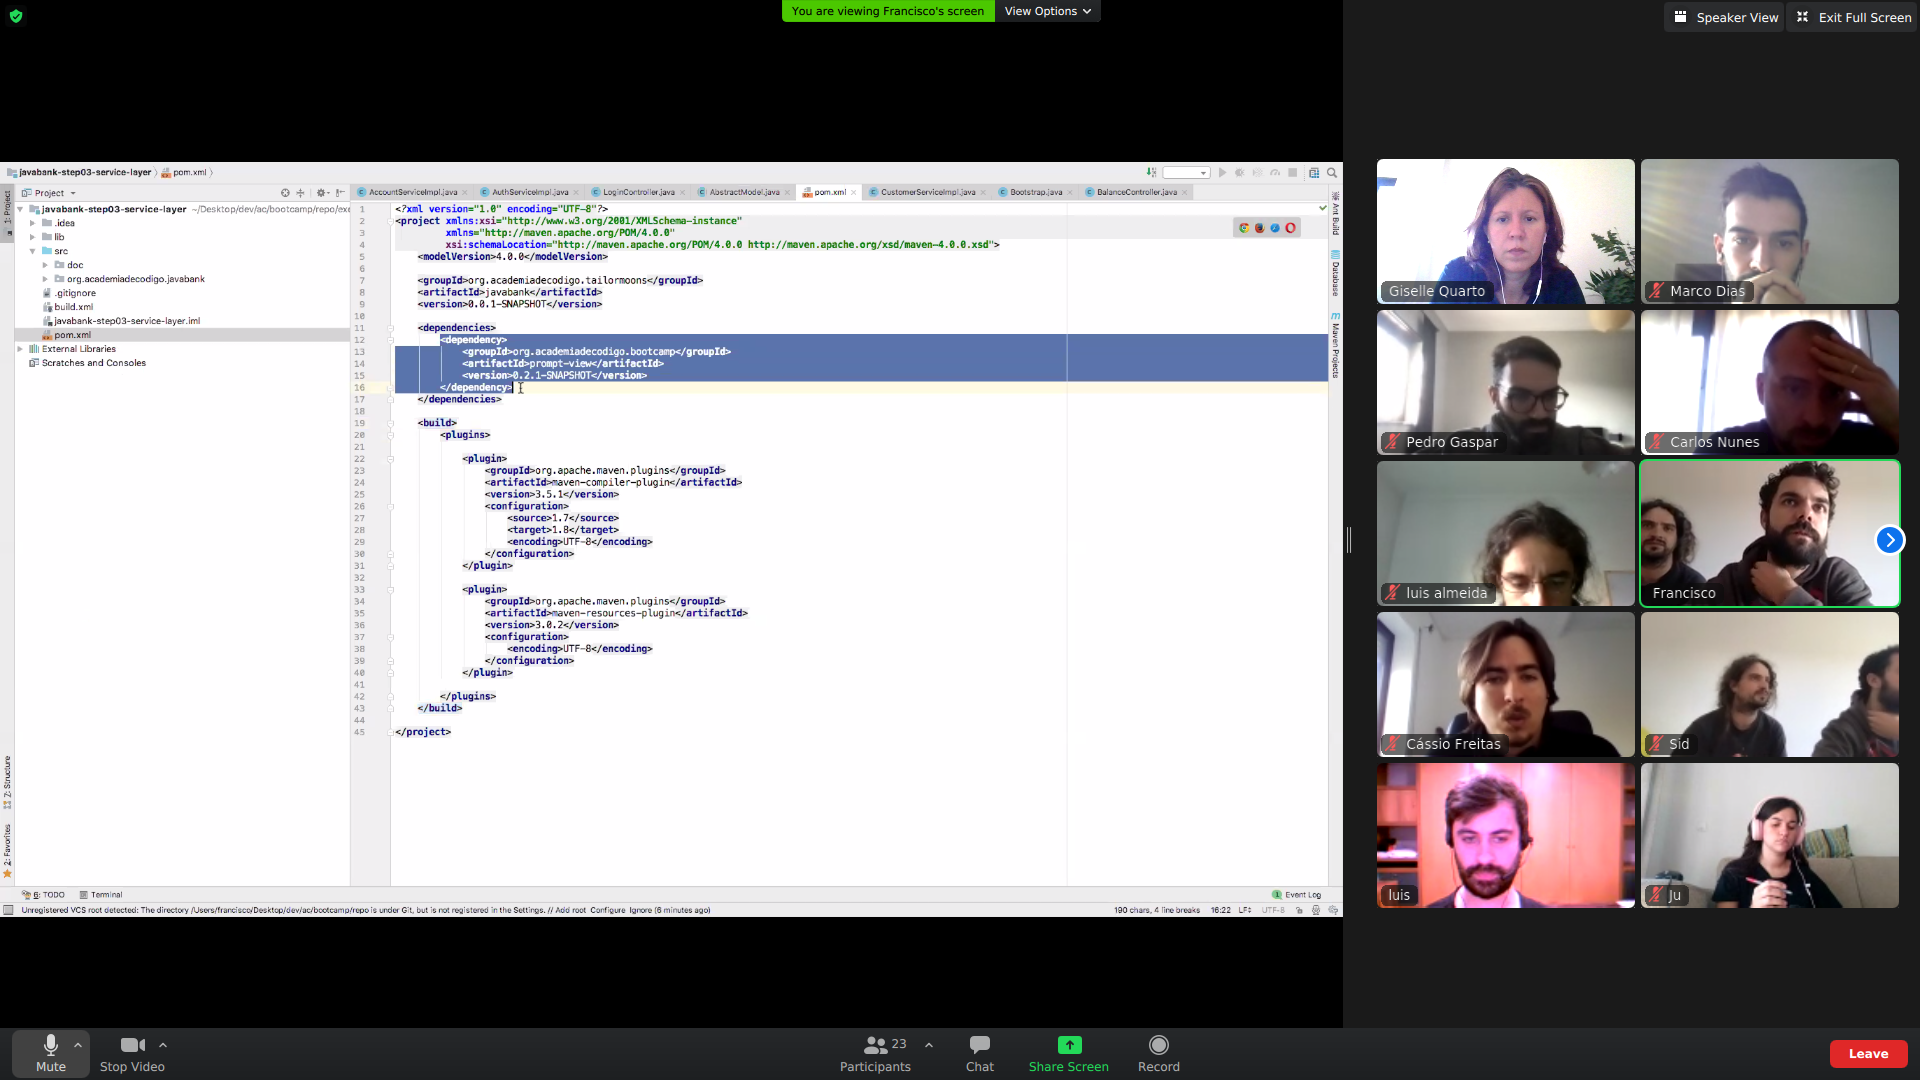 You are viewing Francisco's screen
View Options
Speaker View
Exit Full Screen
javabank-step03-service-layer
pom.xml
Project
AccountServiceImpl.java
AuthServiceImpl.java
LoginController.java
AbstractModel.java
pom.xml
CustomerServiceImpl.java
Bootstrap.java
BalanceController.java
1: Project
javabank-step03-service-layer ~/Desktop/dev/ac/bootcamp/repo/exe
.idea
lib
src
doc
org.academiadecodigo.javabank
.gitignore
build.xml
javabank-step03-service-layer.iml
pom.xml
External Libraries
Scratches and Consoles
1 <?xml version="1.0" encoding="UTF-8"?>
2 <project xmlns:xsi="http://www.w3.org/2001/XMLSchema-instance"
3 xmlns="http://maven.apache.org/POM/4.0.0"
4 xsi:schemaLocation="http://maven.apache.org/POM/4.0.0 http://maven.apache.org/xsd/maven-4.0.0.xsd">
5 <modelVersion>4.0.0</modelVersion>
6
7 <groupId>org.academiadecodigo.tailormoons</groupId>
8 <artifactId>javabank</artifactId>
9 <version>0.0.1-SNAPSHOT</version>
10
11 <dependencies>
12 <dependency>
13 <groupId>org.academiadecodigo.bootcamp</groupId>
14 <artifactId>prompt-view</artifactId>
15 <version>0.2.1-SNAPSHOT</version>
16 </dependency>
17 </dependencies>
18
19 <build>
20 <plugins>
21
22 <plugin>
23 <groupId>org.apache.maven.plugins</groupId>
24 <artifactId>maven-compiler-plugin</artifactId>
25 <version>3.5.1</version>
26 <configuration>
27 <source>1.7</source>
28 <target>1.8</target>
29 <encoding>UTF-8</encoding>
30 </configuration>
31 </plugin>
32
33 <plugin>
34 <groupId>org.apache.maven.plugins</groupId>
35 <artifactId>maven-resources-plugin</artifactId>
36 <version>3.0.2</version>
37 <configuration>
38 <encoding>UTF-8</encoding>
39 </configuration>
40 </plugin>
41
42 </plugins>
43 </build>
44
45 </project>
Ant Build
Database
Maven Projects
Z: Structure
2: Favorites
6: TODO
Terminal
1 Event Log
Unregistered VCS root detected: The directory /Users/francisco/Desktop/dev/ac/bootcamp/repo is under Git, but is not registered in the Settings. // Add root Configure Ignore (6 minutes ago)
190 chars, 4 line breaks 16:22 LF UTF-8
Giselle Quarto
Marco Dias
Pedro Gaspar
Carlos Nunes
luis almeida
Francisco
Cássio Freitas
Sid
luis
Ju
Mute
Stop Video
23
Participants
Chat
Share Screen
Record
Leave